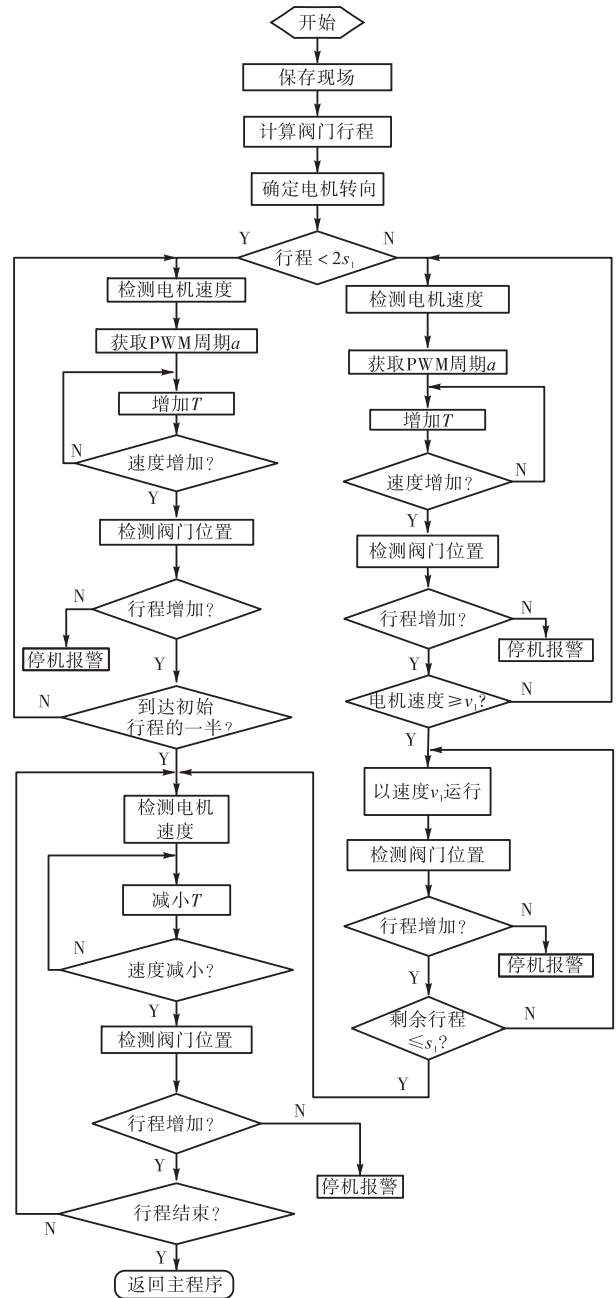 开始
保存现场
计算阀门行程
确定电机转向
Y
行程<2s₁
N
检测电机速度
获取PWM周期a
增加T
N
速度增加?
Y
检测阀门位置
N
行程增加?
停机报警
Y
N
到达初始
行程的一半?
Y
检测电机速度
获取PWM周期a
增加T
N
速度增加?
Y
检测阀门位置
行程增加?
N
停机报警
Y
电机速度≥v₁?
N
Y
以速度v₁运行
检测阀门位置
行程增加?
N
停机报警
Y
剩余行程
≤s₁?
N
Y
检测电机
速度
减小T
N
速度减小?
Y
检测阀门位置
行程增加?
N
停机报警
Y
行程结束?
N
Y
返回主程序